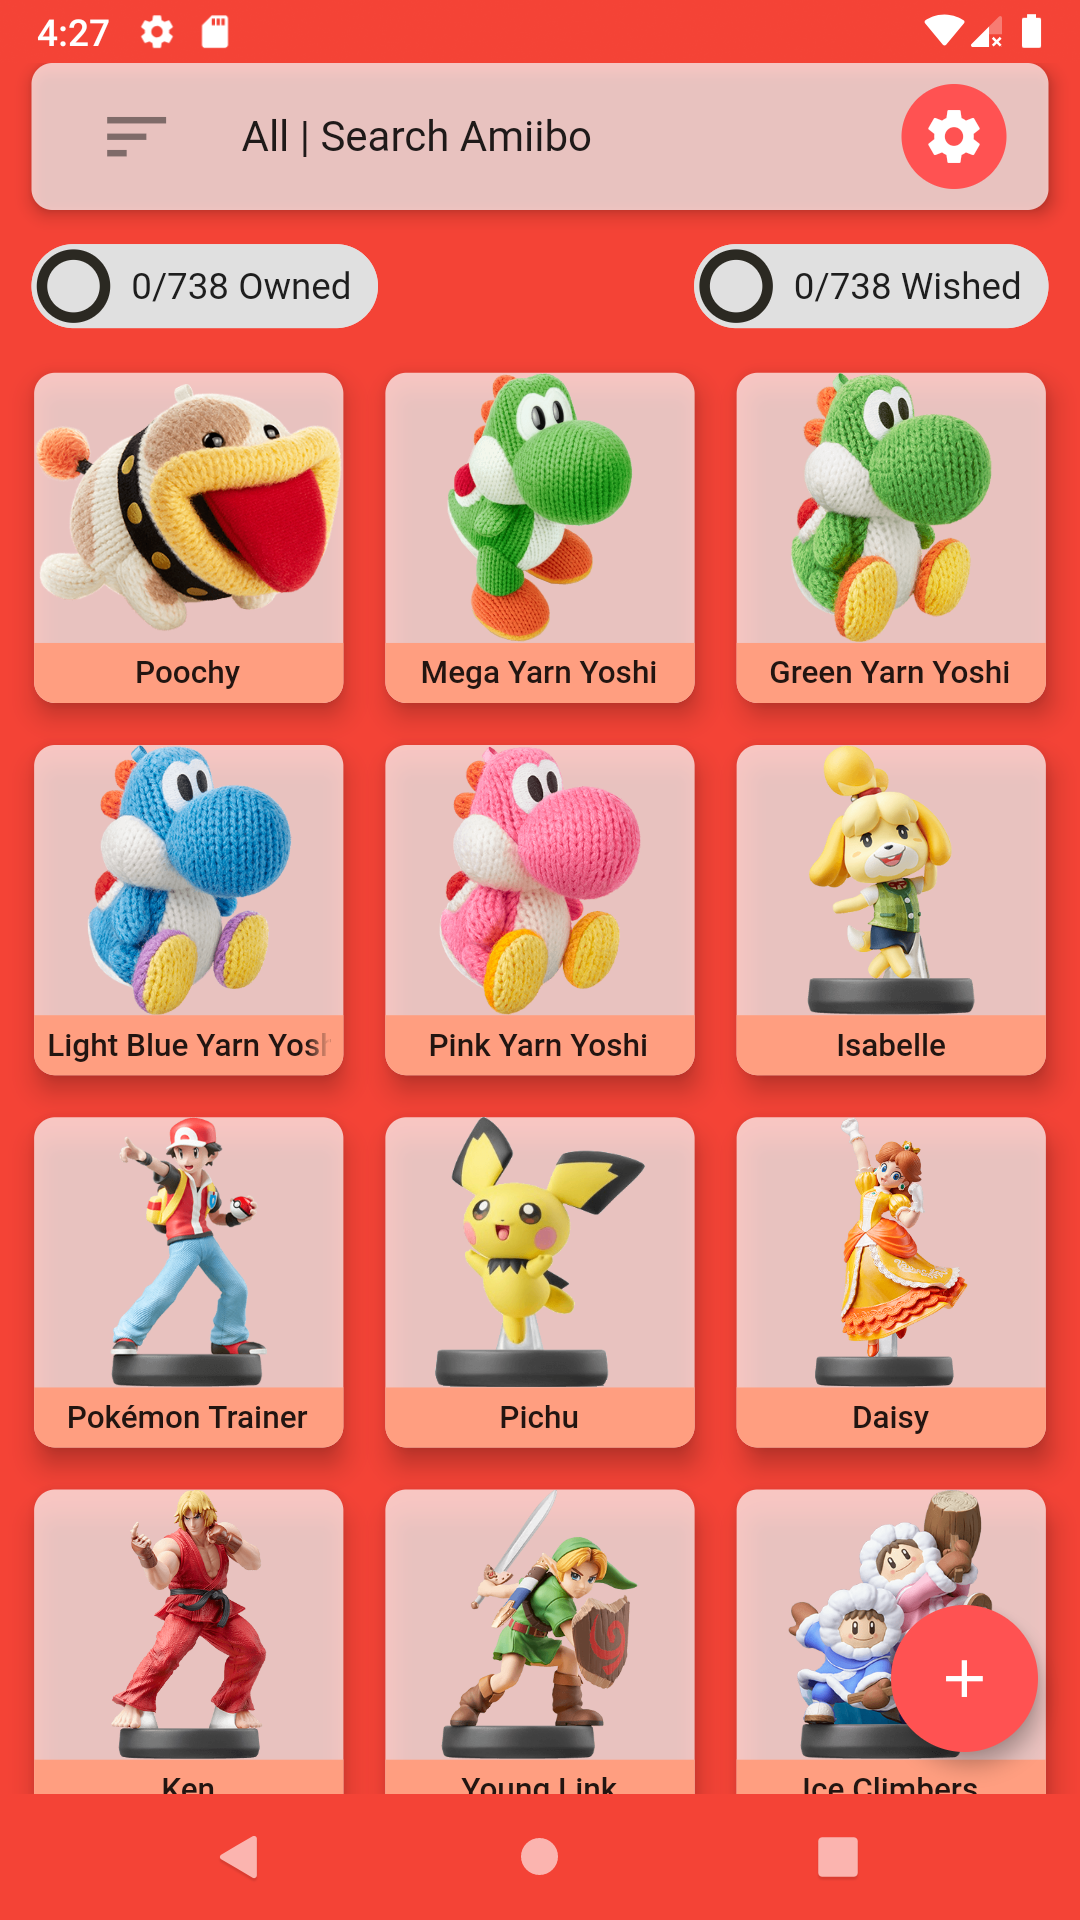 4:27
All | Search Amiibo
0/738 Owned
0/738 Wished
Poochy
Mega Yarn Yoshi
Green Yarn Yoshi
Light Blue Yarn Yosh
Pink Yarn Yoshi
Isabelle
Pokémon Trainer
Pichu
Daisy
Ken
Young Link
Ice Climbers